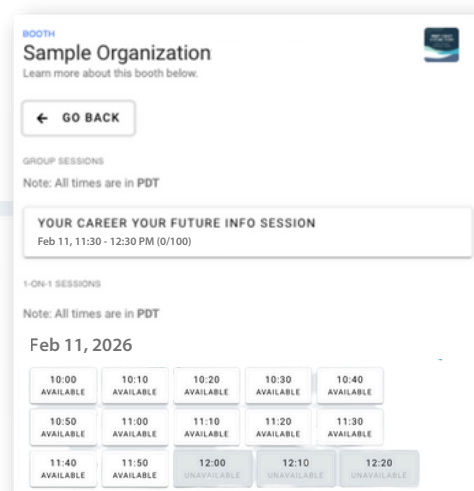 BOOTH
Sample Organization
Learn more about this booth below.
← GO BACK
GROUP SESSIONS
Note: All times are in PDT
YOUR CAREER YOUR FUTURE INFO SESSION
Feb 11, 11:30 - 12:30 PM (0/100)
1-ON-1 SESSIONS
Note: All times are in PDT
Feb 11, 2026
10:00 10:10 10:20 10:30 10:40
AVAILABLE AVAILABLE AVAILABLE AVAILABLE AVAILABLE
10:50 11:00 11:10 11:20 11:30
AVAILABLE AVAILABLE AVAILABLE AVAILABLE AVAILABLE
11:40 11:50 12:00 12:10 12:20
AVAILABLE AVAILABLE UNAVAILABLE UNAVAILABLE UNAVAILABLE